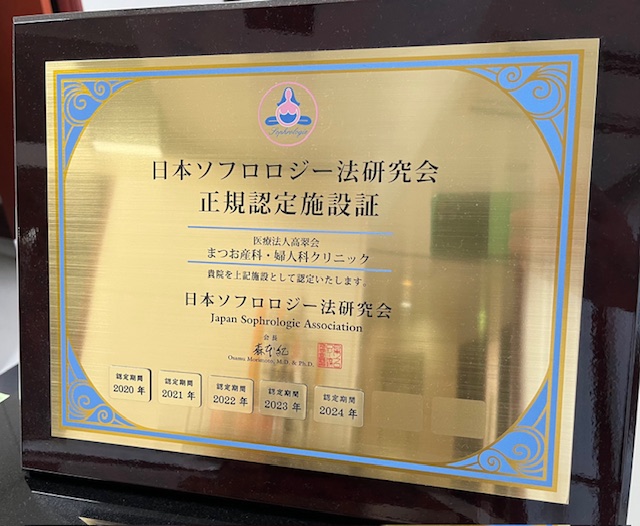 Sophrologie
日本ソフロロジー法研究会
正規認定施設証
医療法人高翠会
まつお産科・婦人科クリニック
貴院を上記施設として認定いたします。
日本ソフロロジー法研究会
Japan Sophrologic Association
会長
Osamu Morimoto, M.D. & Ph.D.
認定期間
2020 年
認定期間
2021 年
認定期間
2022 年
認定期間
2023 年
認定期間
2024 年